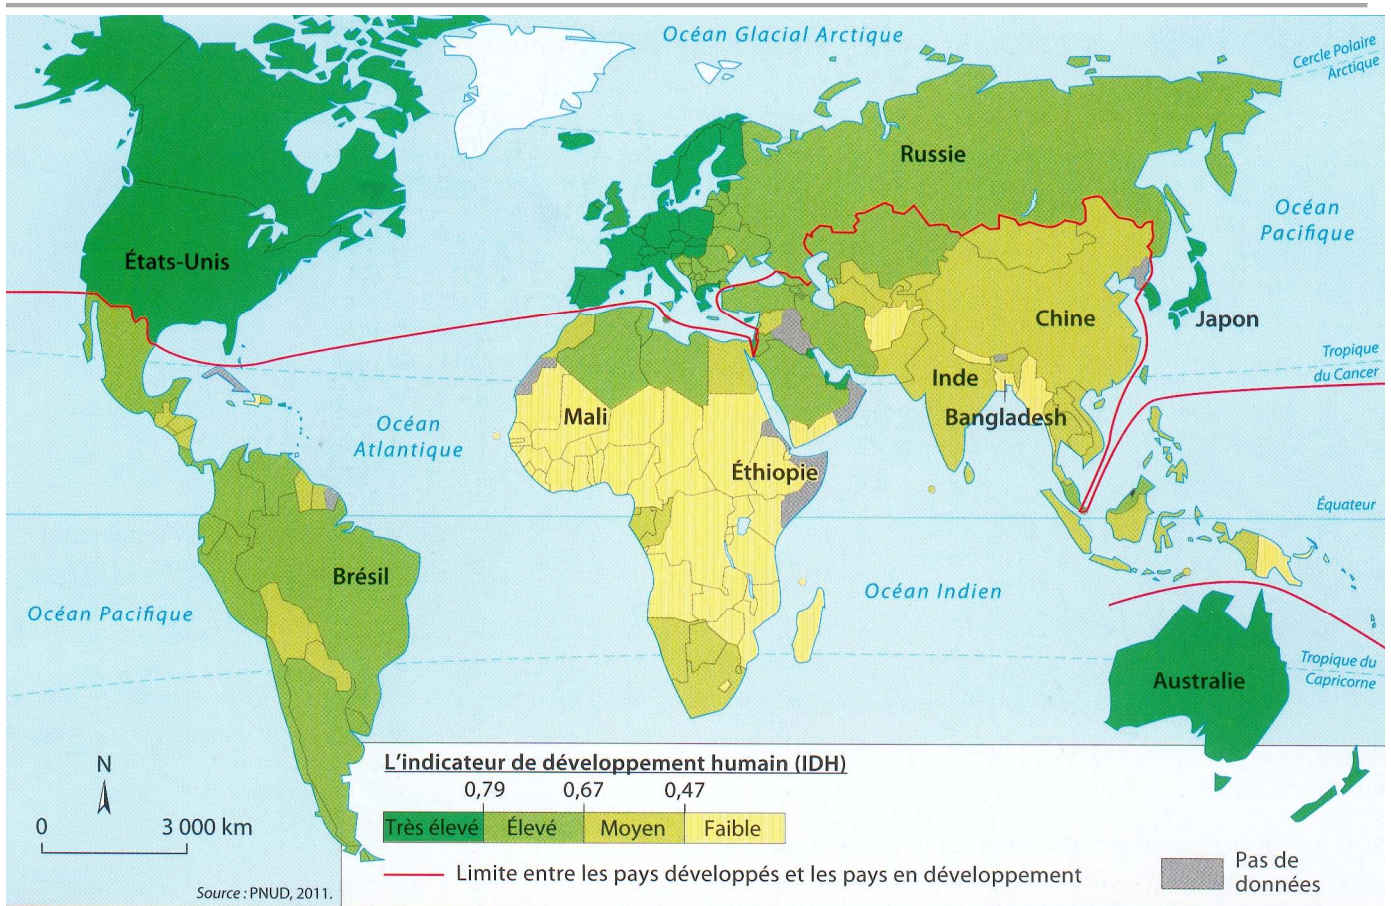 Océan Glacial Arctique
Cercle Polaire
Arctique
Russie
Océan
Pacifique
États-Unis
Chine
Japon
Tropique
du Cancer
Inde
Bangladesh
Mali
Océan
Atlantique
Éthiopie
Équateur
Brésil
Océan Indien
Océan Pacifique
Tropique du
Capricorne
Australie
N
0 3 000 km
Source : PNUD, 2011.
L'indicateur de développement humain (IDH)
0,79 0,67 0,47
Très élevé Élevé Moyen Faible
Limite entre les pays développés et les pays en développement
Pas de
données